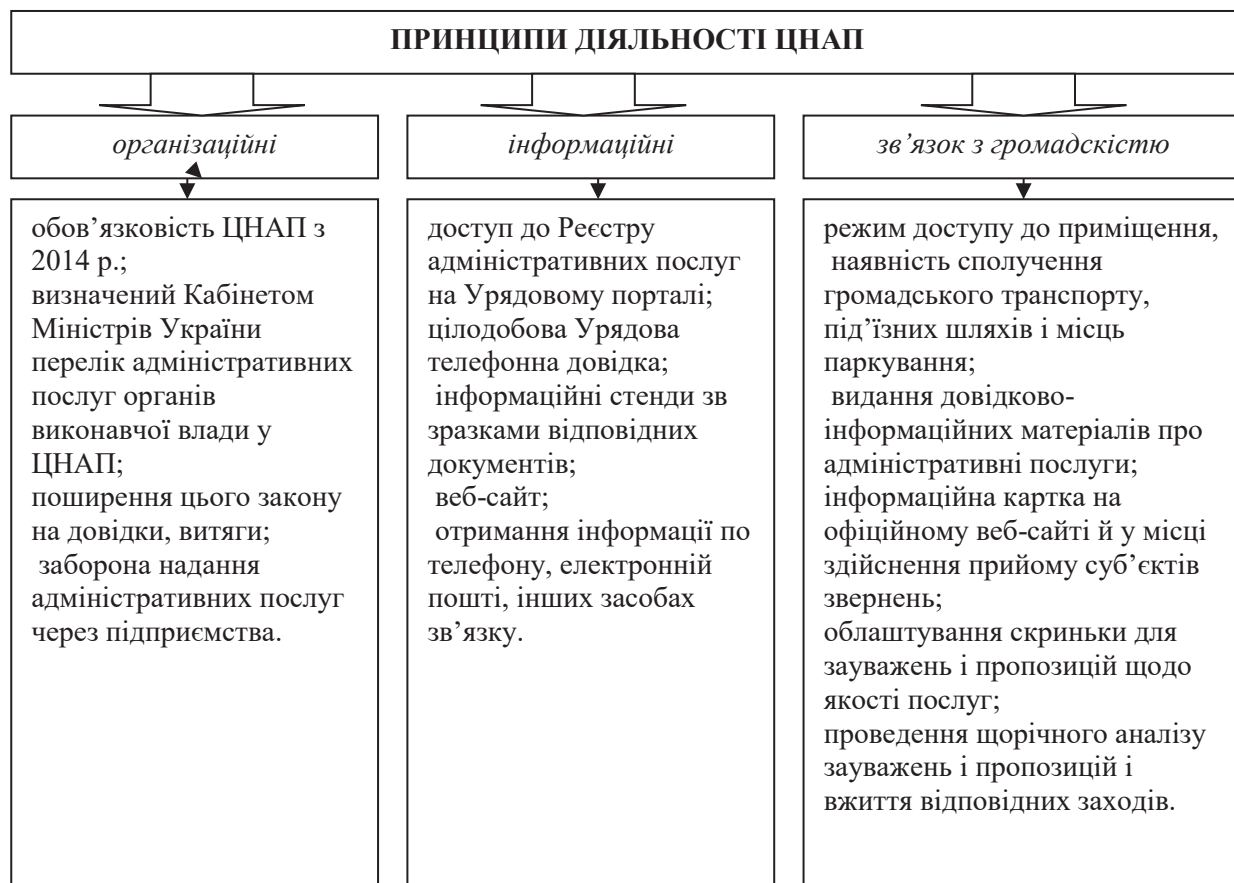 ПРИНЦИПИ ДІЯЛЬНОСТІ ЦНАП
організаційні
обов’язковість ЦНАП з
2014 р.;
визначений Кабінетом
Міністрів України
перелік адміністративних
послуг органів
виконавчої влади у
ЦНАП;
поширення цього закону
на довідки, витяги;
заборона надання
адміністративних послуг
через підприємства.
інформаційні
доступ до Реєстру
адміністративних послуг
на Урядовому порталі;
цілодобова Урядова
телефонна довідка;
інформаційні стенди зв
зразками відповідних
документів;
веб-сайт;
отримання інформації по
телефону, електронній
пошті, інших засобах
зв’язку.
зв’язок з громадскістю
режим доступу до приміщення,
наявність сполучення
громадського транспорту,
під’їзних шляхів і місць
паркування;
видання довідково-
інформаційних матеріалів про
адміністративні послуги;
інформаційна картка на
офіційному веб-сайті й у місці
здійснення прийому суб’єктів
звернень;
облаштування скриньки для
зауважень і пропозицій щодо
якості послуг;
проведення щорічного аналізу
зауважень і пропозицій і
вжиття відповідних заходів.